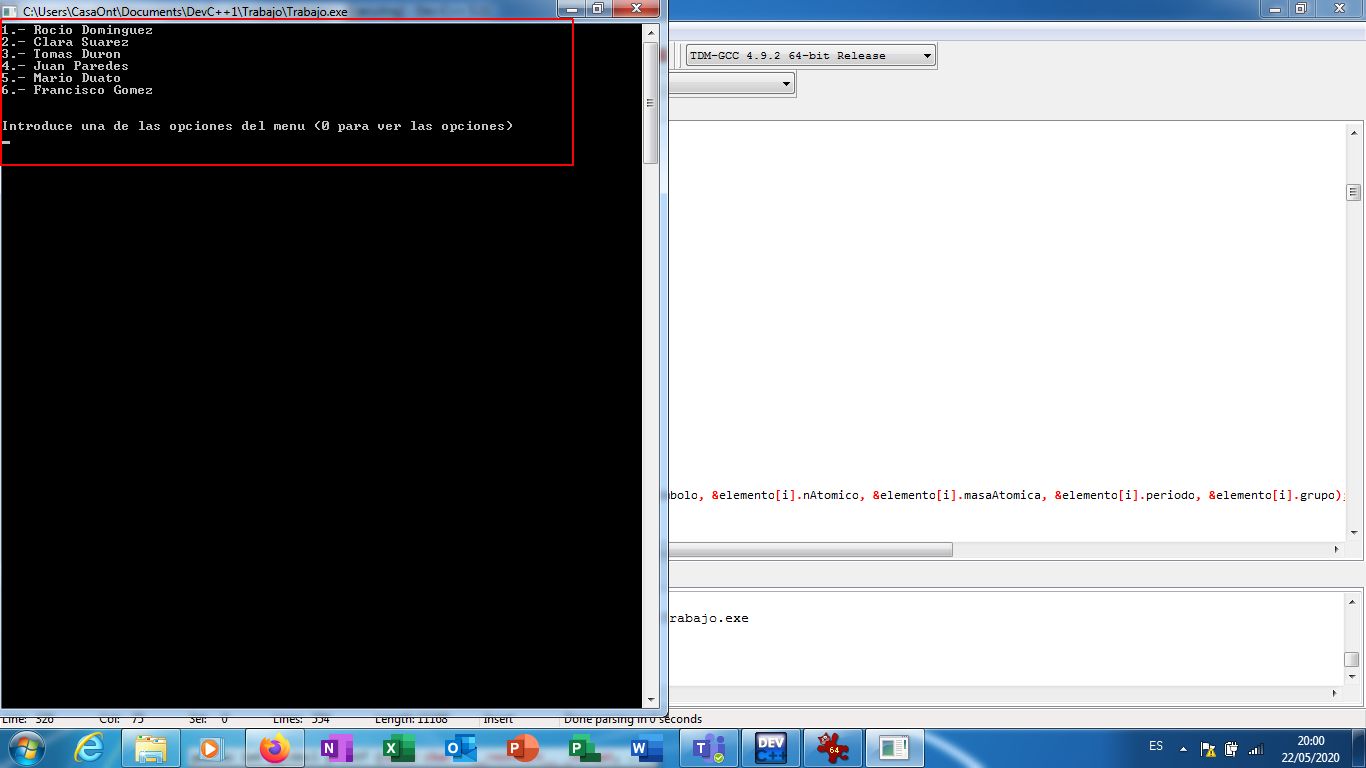 C:\Users\CasaOnt\Documents\DevC++1\Trabajo\Trabajo.exe
1.- Rocio Dominguez
2.- Clara Suarez
3.- Tomas Duron
4.- Juan Paredes
5.- Mario Duato
6.- Francisco Gomez
Introduce una de las opciones del menu (0 para ver las opciones)
TDM-GCC 4.9.2 64-bit Release
bolo, &elemento[i].nAtomico, &elemento[i].masaAtomica, &elemento[i].periodo, &elemento[i].grupo);
rabajo.exe
Line: 326 Col: 75 Sel: 0 Lines: 554 Length: 11168 Insert Done parsing in 0 seconds
DEV
C++
64
ES
20:00
22/05/2020